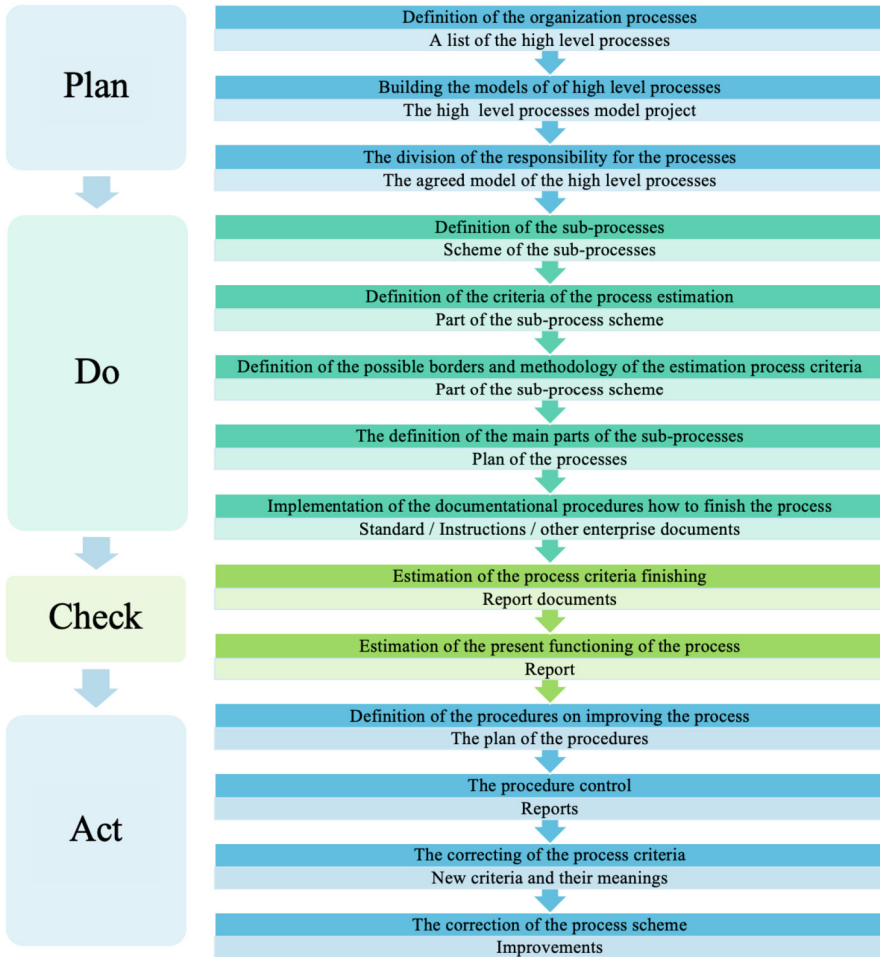 Plan
Definition of the organization processes
A list of the high level processes
Building the models of of high level processes
The high level processes model project
The division of the responsibility for the processes
The agreed model of the high level processes
Do
Definition of the sub-processes
Scheme of the sub-processes
Definition of the criteria of the process estimation
Part of the sub-process scheme
Definition of the possible borders and methodology of the estimation process criteria
Part of the sub-process scheme
The definition of the main parts of the sub-processes
Plan of the processes
Implementation of the documentational procedures how to finish the process
Standard / Instructions / other enterprise documents
Check
Estimation of the process criteria finishing
Report documents
Estimation of the present functioning of the process
Report
Act
Definition of the procedures on improving the process
The plan of the procedures
The procedure control
Reports
The correcting of the process criteria
New criteria and their meanings
The correction of the process scheme
Improvements